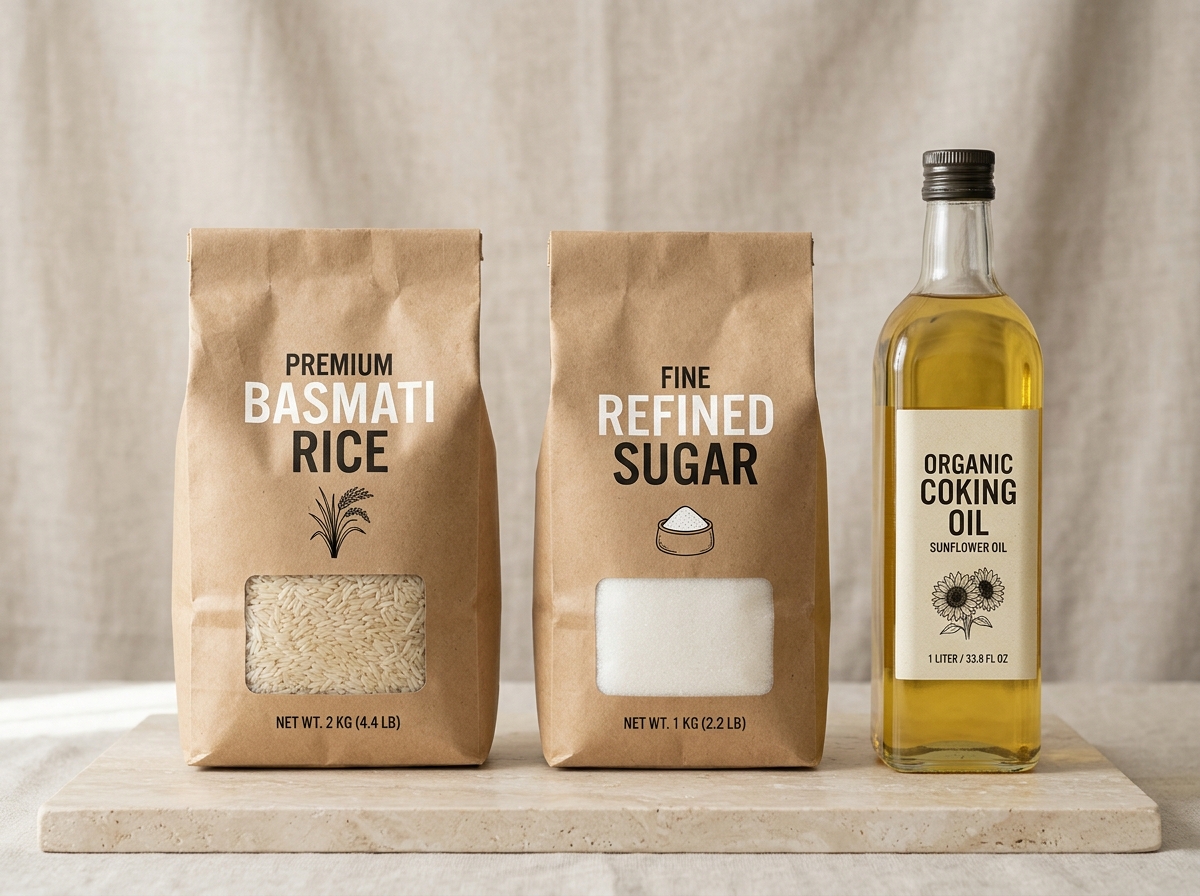 PREMIUM
BASMATI
RICE
NET WT. 2 KG (4.4 LB)
FINE
REFINED
SUGAR
NET WT. 1 KG (2.2 LB)
ORGANIC
COKING
OIL
SUNFLOWER OIL
1 LITER / 33.8 FL OZ